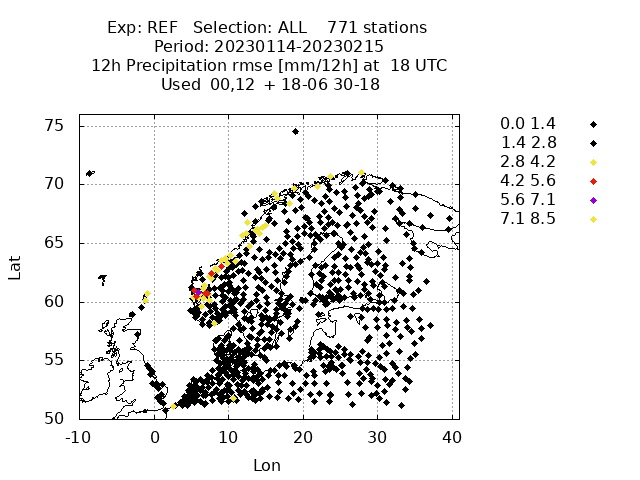 Exp: REF   Selection: ALL    771 stations
Period: 20230114-20230215
12h Precipitation rmse [mm/12h] at  18 UTC
Used  00,12  + 18-06 30-18
0.0 1.4
1.4 2.8
2.8 4.2
4.2 5.6
5.6 7.1
7.1 8.5
75
70
65
60
55
50
Lat
-10 0 10 20 30 40
Lon